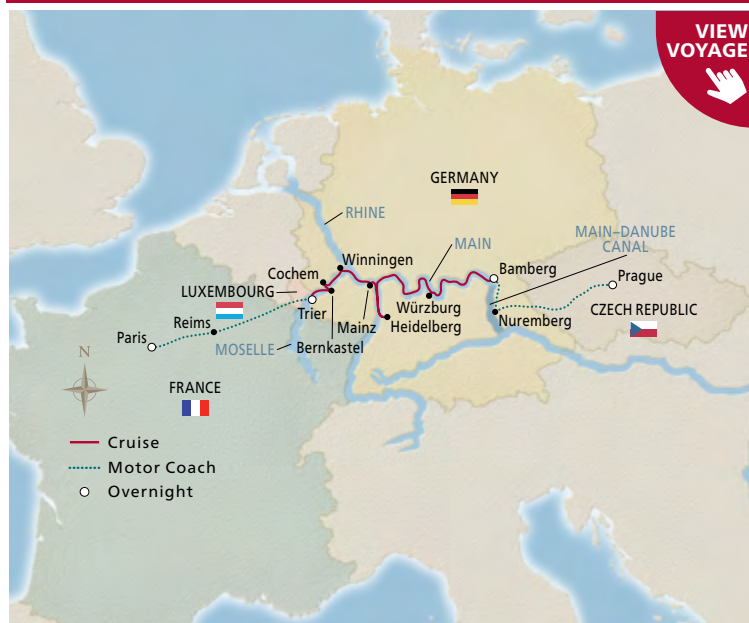 VIEW
VOYAGE
GERMANY
RHINE
MAIN
MAIN–DANUBE
CANAL
Winningen
Cochem
Bamberg
Prague
LUXEMBOURG
Trier
Mainz
Würzburg
Heidelberg
Nuremberg
CZECH REPUBLIC
Reims
Paris
MOSELLE
Bernkastel
N
FRANCE
Cruise
Motor Coach
Overnight